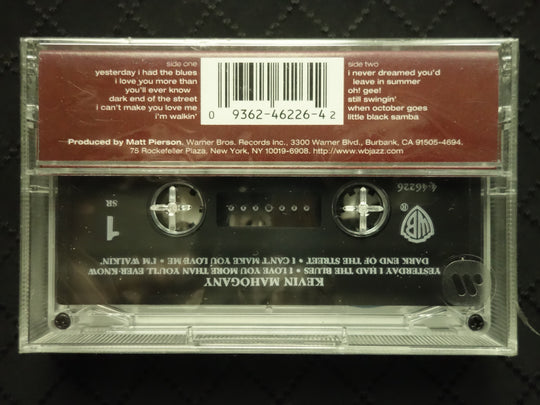 side one
yesterday i had the blues
i love you more than
you'll ever know
dark end of the street
i can't make you love me
i'm walkin'
0 9362-46226-4 2
side two
i never dreamed you'd
leave in summer
oh! gee!
still swingin'
when october goes
little black samba
Produced by Matt Pierson. Warner Bros. Records Inc., 3300 Warner Blvd., Burbank, CA 91505-4694.
75 Rockefeller Plaza, New York, NY 10019-6908. http://www.wbjazz.com
4-46226
1
SR
WB
®
KEVIN MAHOGANY
YESTERDAY I HAD THE BLUES • I LOVE YOU MORE THAN YOU'LL EVER KNOW
DARK END OF THE STREET • I CAN'T MAKE YOU LOVE ME • I'M WALKIN'